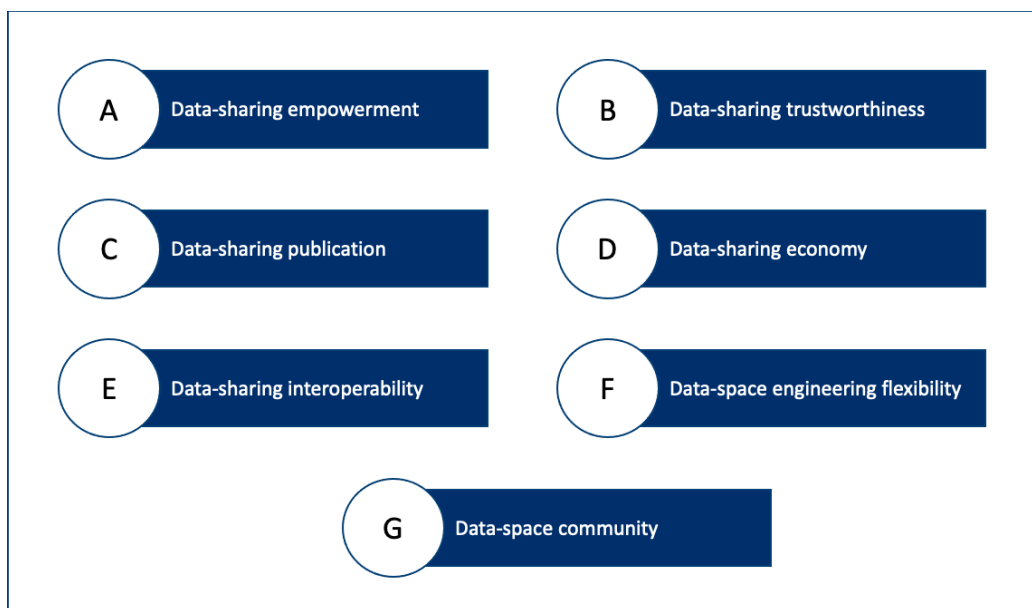 A
Data-sharing empowerment
B
Data-sharing trustworthiness
C
Data-sharing publication
D
Data-sharing economy
E
Data-sharing interoperability
F
Data-space engineering flexibility
G
Data-space community